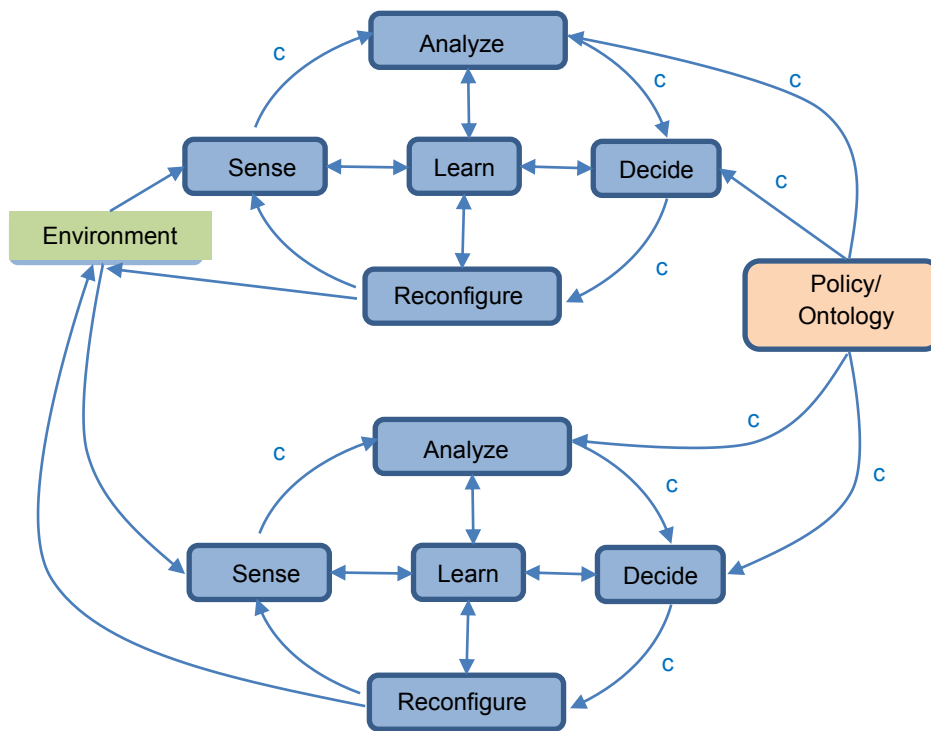 Analyze
c
c
c
Sense
Learn
Decide
c
Environment
c
Reconfigure
Policy/
Ontology
Analyze
c
c
c
c
Sense
Learn
Decide
c
Reconfigure